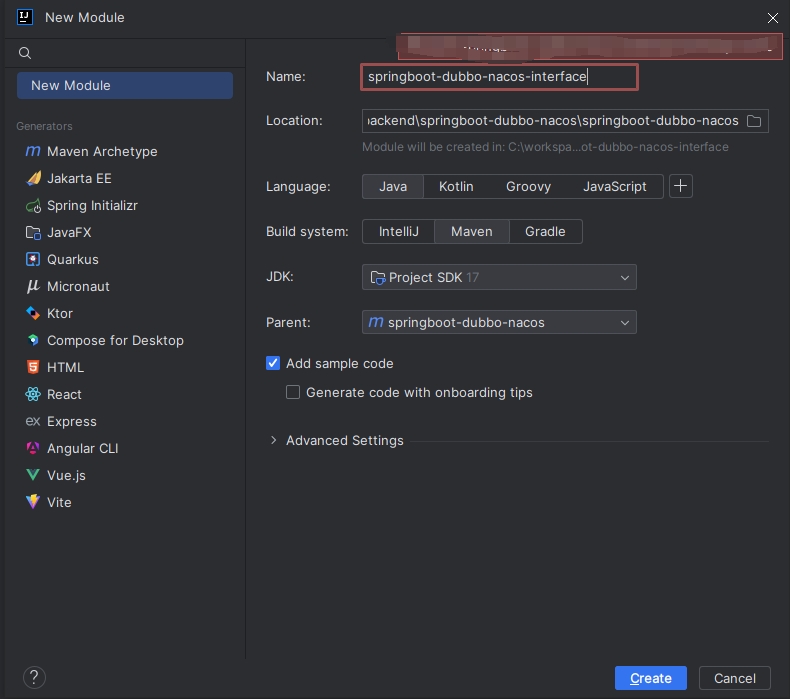 New Module
New Module
Generators
Maven Archetype
Jakarta EE
Spring Initializr
JavaFX
Quarkus
Micronaut
Ktor
Compose for Desktop
HTML
React
Express
Angular CLI
Vue.js
Vite
Name:
springboot-dubbo-nacos-interface
Location:
ackend\springboot-dubbo-nacos\springboot-dubbo-nacos
Module will be created in: C:\workspa...ot-dubbo-nacos-interface
Language:
Java Kotlin Groovy JavaScript +
Build system:
IntelliJ Maven Gradle
JDK:
Project SDK 17
Parent:
m springboot-dubbo-nacos
Add sample code
Generate code with onboarding tips
Advanced Settings
? Create Cancel